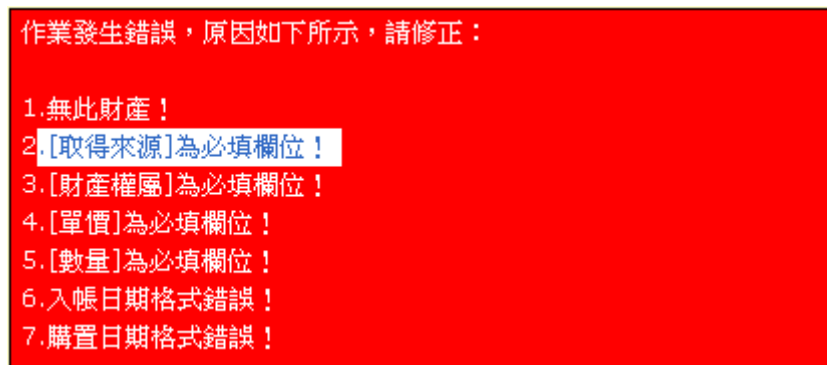 作業發生錯誤，原因如下所示，請修正：
1.無此財產！
2.[取得來源]為必填欄位！
3.[財產權屬]為必填欄位！
4.[單價]為必填欄位！
5.[數量]為必填欄位！
6.入帳日期格式錯誤！
7.購置日期格式錯誤！